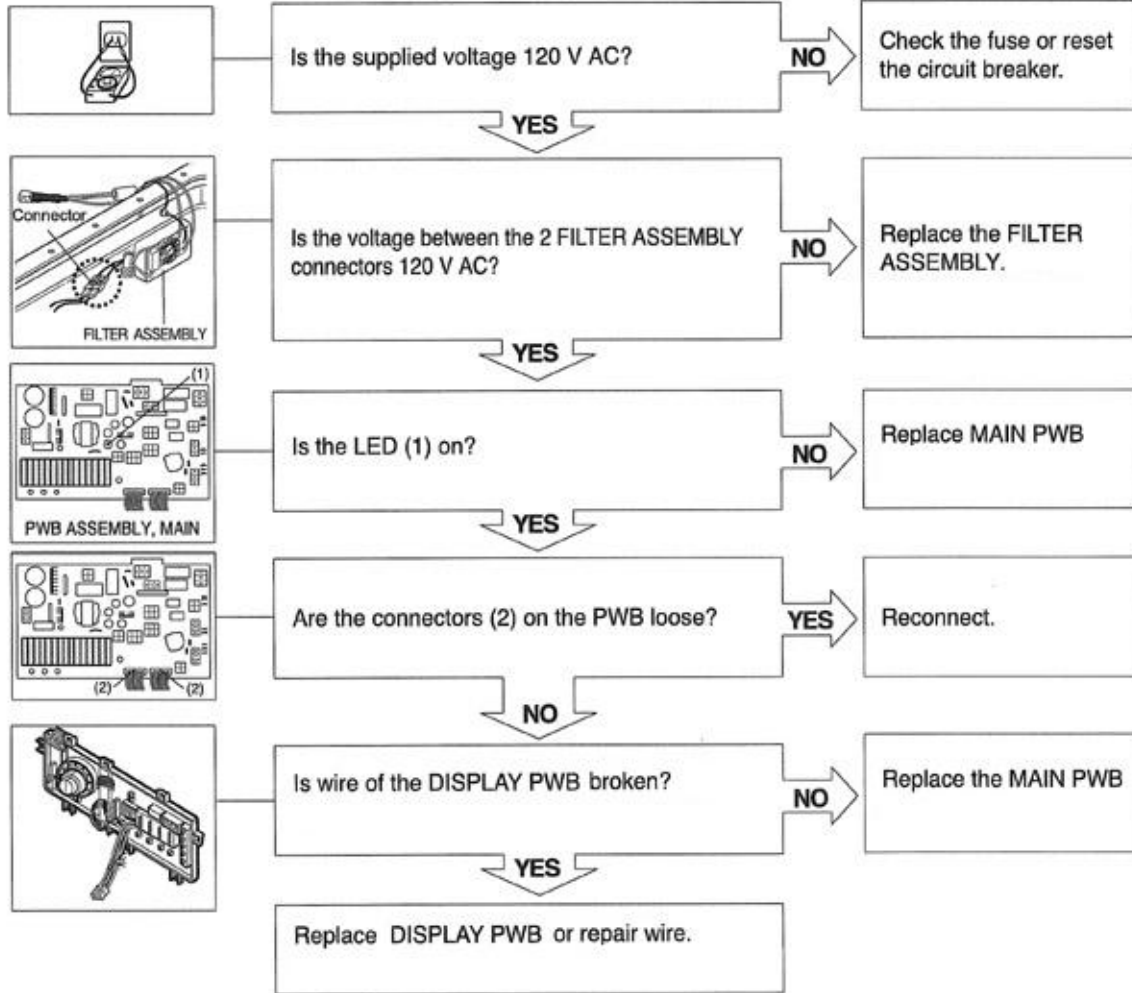 Is the supplied voltage 120 V AC?
NO
Check the fuse or reset
the circuit breaker.
YES
Connector
FILTER ASSEMBLY
Is the voltage between the 2 FILTER ASSEMBLY
connectors 120 V AC?
NO
Replace the FILTER
ASSEMBLY.
YES
(1)
PWB ASSEMBLY, MAIN
Is the LED (1) on?
NO
Replace MAIN PWB
YES
(2)
(2)
Are the connectors (2) on the PWB loose?
YES
Reconnect.
NO
Is wire of the DISPLAY PWB broken?
NO
Replace the MAIN PWB
YES
Replace DISPLAY PWB or repair wire.